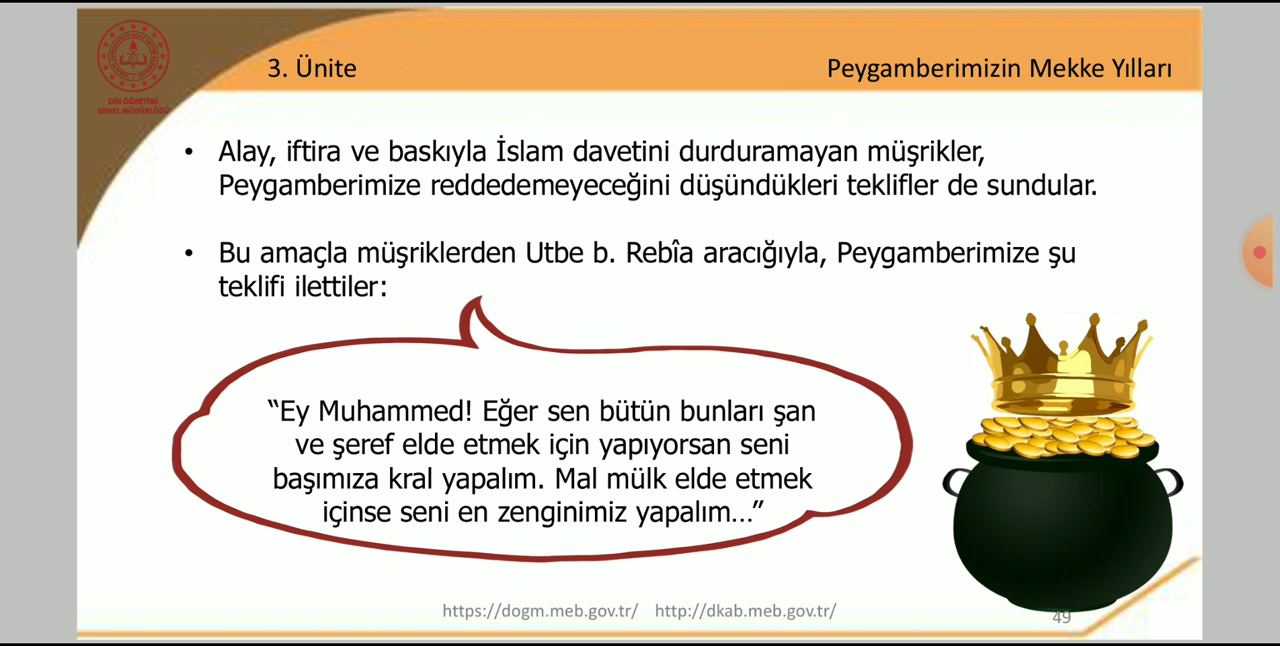 3. Ünite
Peygamberimizin Mekke Yılları
DİN ÖĞRETİMİ
GENEL MÜDÜRLÜĞÜ
• Alay, iftira ve baskıyla İslam davetini durduramayan müşrikler,
Peygamberimize reddedemeyeceğini düşündükleri teklifler de sundular.
• Bu amaçla müşriklerden Utbe b. Rebîa aracığıyla, Peygamberimize şu
teklifi ilettiler:
“Ey Muhammed! Eğer sen bütün bunları şan
ve şeref elde etmek için yapıyorsan seni
başımıza kral yapalım. Mal mülk elde etmek
içinse seni en zenginimiz yapalım…”
https://dogm.meb.gov.tr/ http://dkab.meb.gov.tr/
49